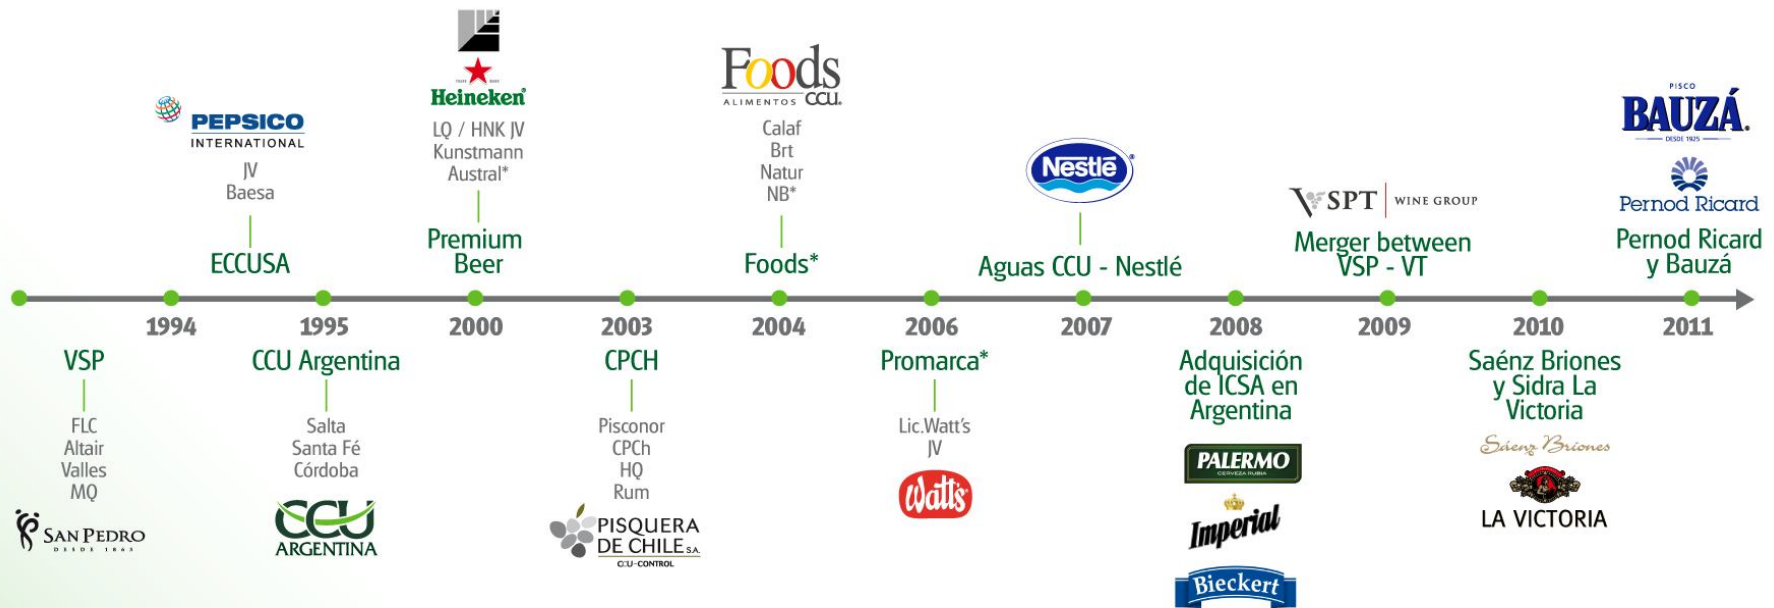 PEPSICO
INTERNATIONAL
JV
Baesa
ECCUSA
Heineken
LQ / HNK JV
Kunstmann
Austral*
Premium
Beer
Foods
ALIMENTOS CCU.
Calaf
Brt
Natur
NB*
Foods*
Nestlé
Aguas CCU - Nestlé
VSPT WINE GROUP
Merger between
VSP - VT
PISCO
BAUZÁ.
DESDE 1925
Pernod Ricard
Pernod Ricard
y Bauzá
1994
1995
2000
2003
2004
2006
2007
2008
2009
2010
2011
VSP
FLC
Altair
Valles
MQ
SAN PEDRO
DESDE 1865
CCU Argentina
Salta
Santa Fé
Córdoba
CCU
ARGENTINA
CPCH
Pisconor
CPCh
HQ
Rum
PISQUERA
DE CHILE S.A.
CCU-CONTROL
Promarca*
Lic.Watt's
JV
Watt's
Adquisición
de ICSA en
Argentina
PALERMO
CERVEZA RUBIA
Imperial
Bieckert
Saénz Briones
y Sidra La
Victoria
Sáenz Briones
LA VICTORIA